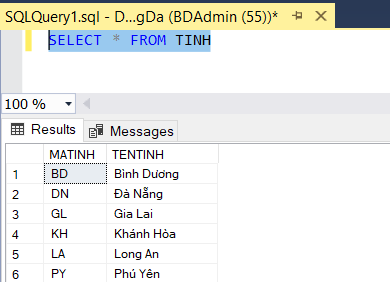 SQLQuery1.sql - D...gDa (BDAdmin (55))*
SELECT * FROM TINH
100 %
Results Messages
MATINH TENTINH
1 BD Bình Dương
2 DN Đà Nẵng
3 GL Gia Lai
4 KH Khánh Hòa
5 LA Long An
6 PY Phú Yên